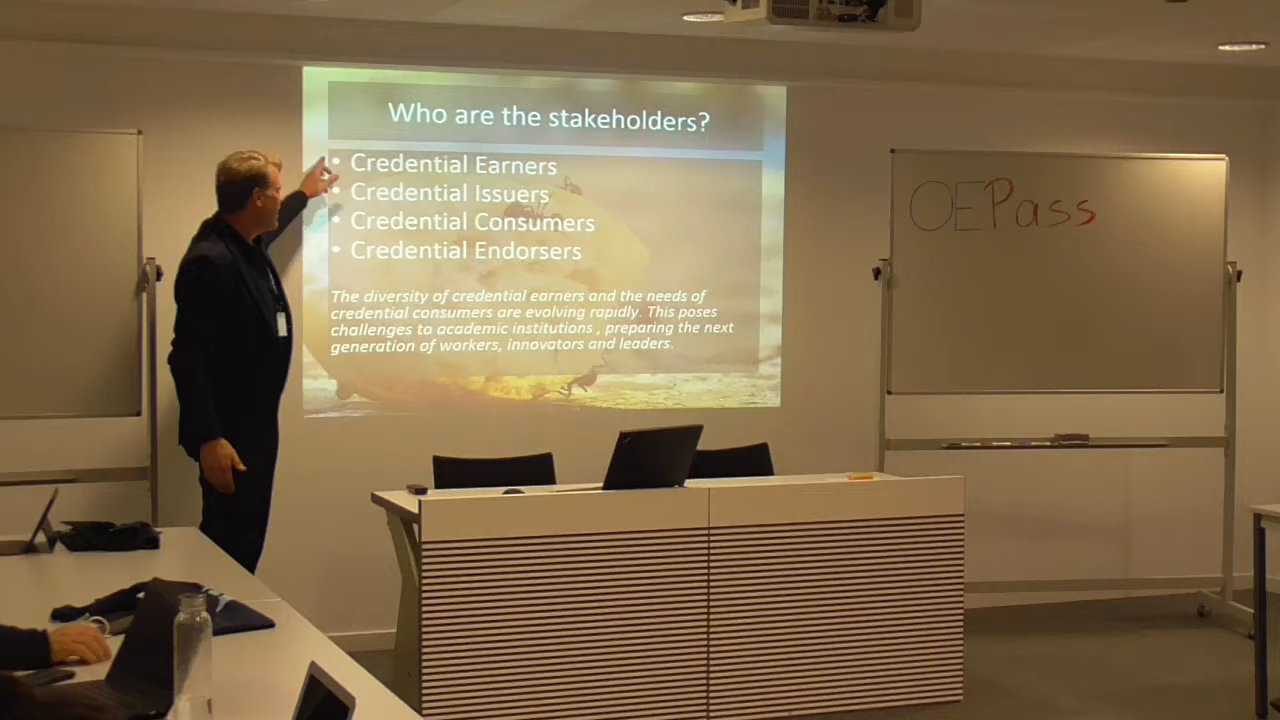 Who are the stakeholders?
• Credential Earners
• Credential Issuers
• Credential Consumers
• Credential Endorsers
The diversity of credential earners and the needs of
credential consumers are evolving rapidly. This poses
challenges to academic institutions , preparing the next
generation of workers, innovators and leaders.
OEPass